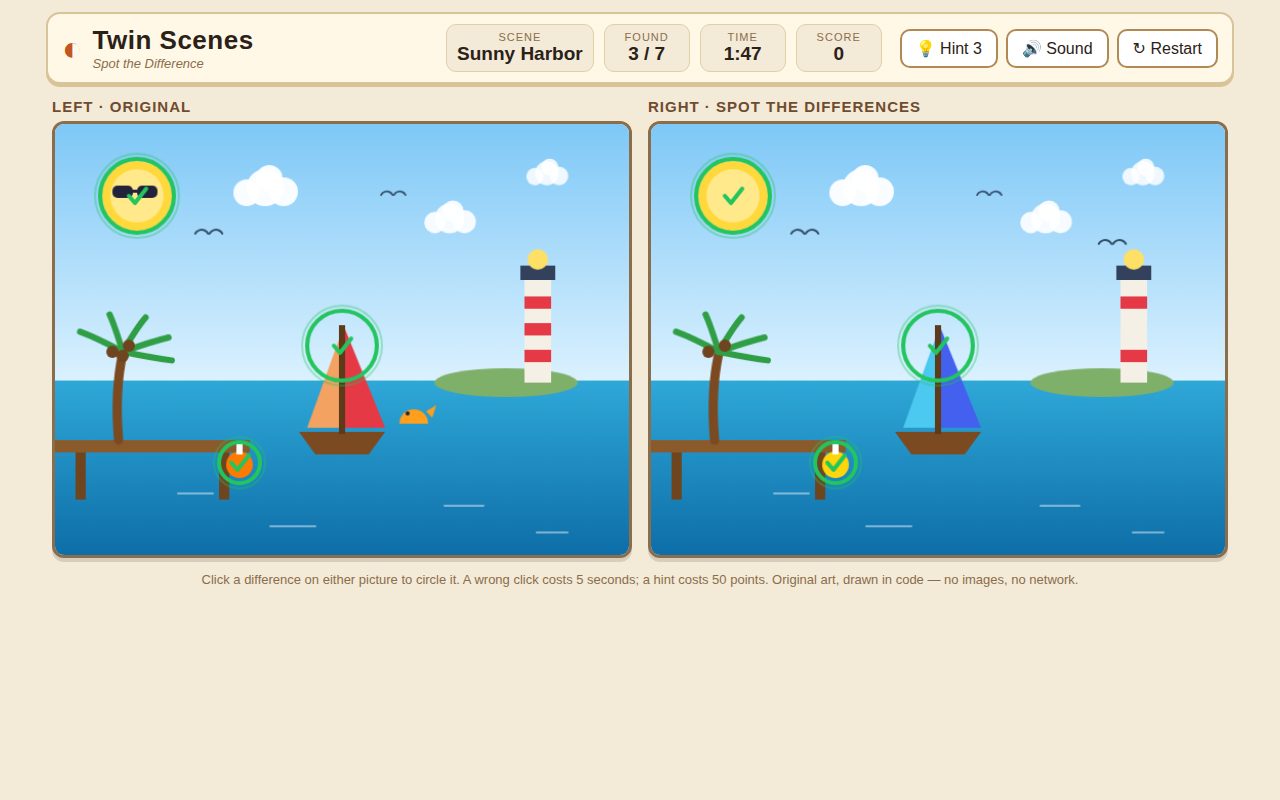 Twin Scenes
Spot the Difference
SCENE
Sunny Harbor
FOUND
3 / 7
TIME
1:47
SCORE
0
💡 Hint 3
🔊 Sound
↻ Restart
LEFT · ORIGINAL
RIGHT · SPOT THE DIFFERENCES
Click a difference on either picture to circle it. A wrong click costs 5 seconds; a hint costs 50 points. Original art, drawn in code — no images, no network.